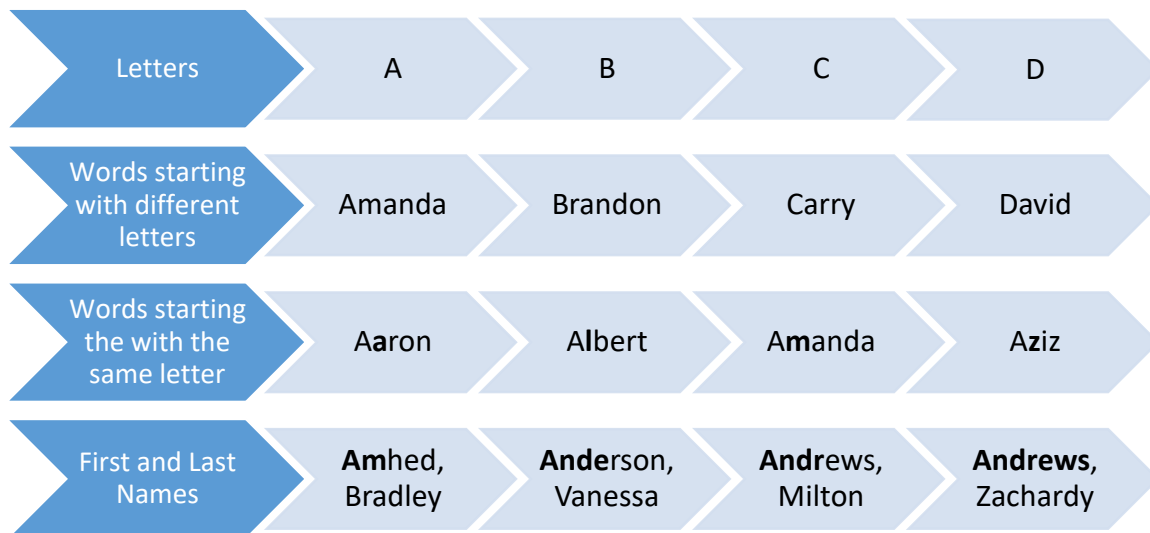 Letters
A
B
C
D
Words starting
with different
letters
Amanda
Brandon
Carry
David
Words starting
the with the
same letter
Aaron
Albert
Amanda
Aziz
First and Last
Names
Amhed,
Bradley
Anderson,
Vanessa
Andrews,
Milton
Andrews,
Zachardy